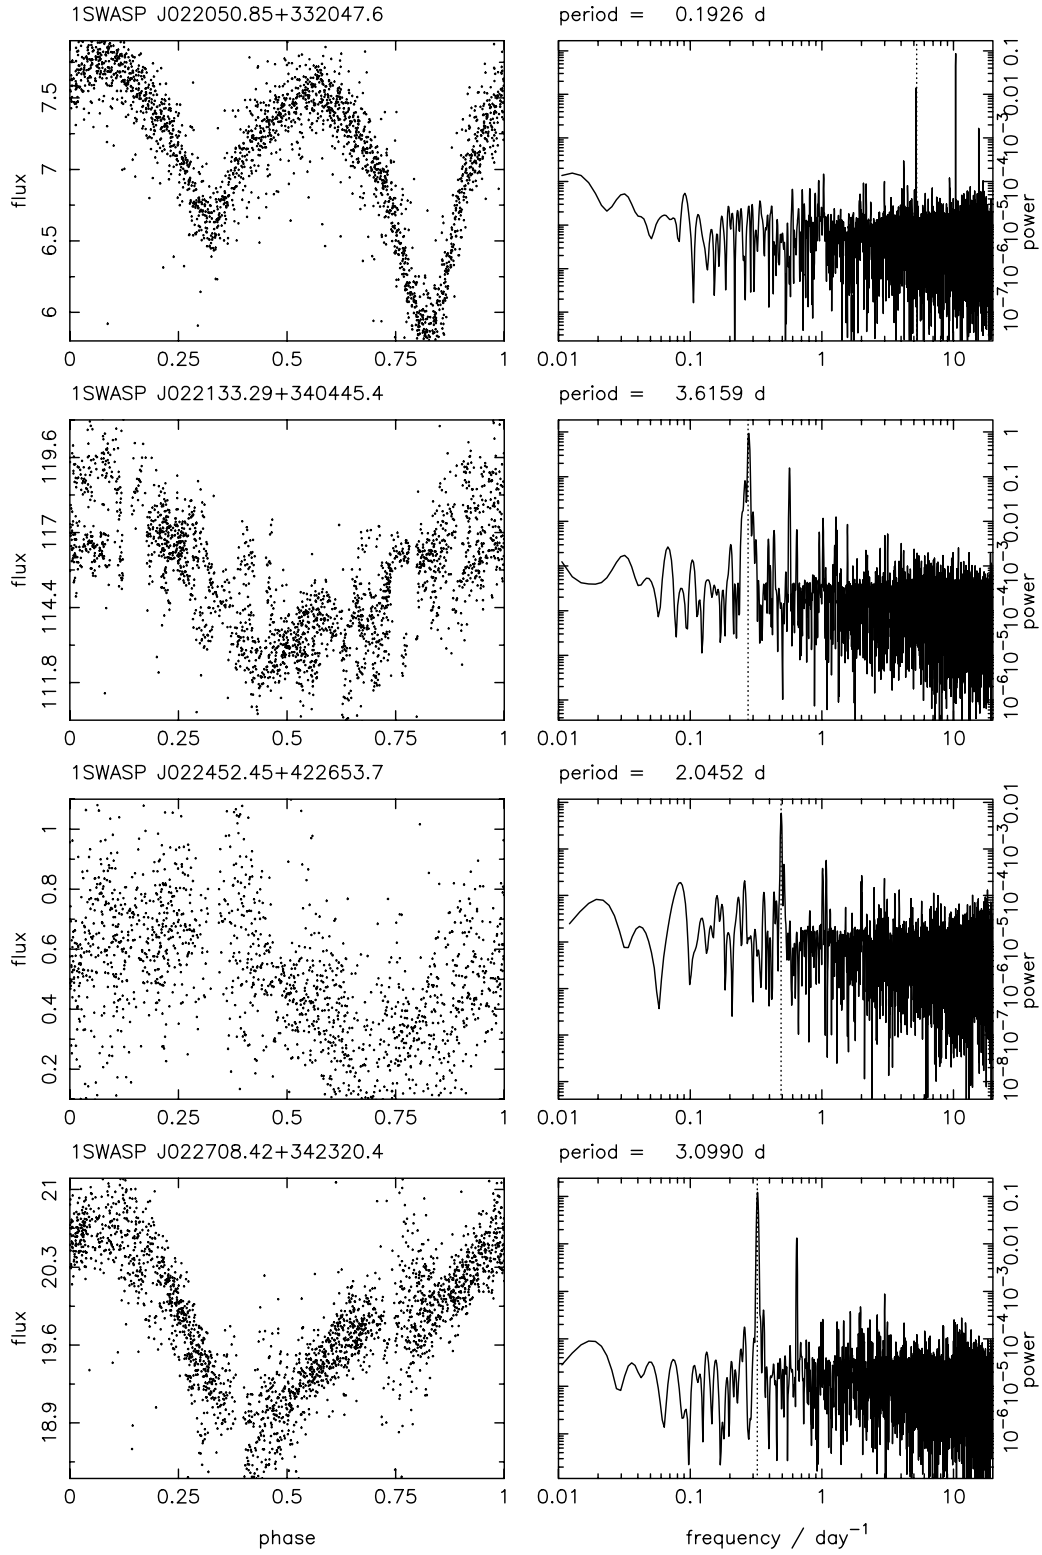 1SWASP J022050.85+332047.6
period = 0.1926 d
flux
7.5
7
6.5
6
0 0.25 0.5 0.75 1
0.1
0.01
10⁻³
10⁻⁴
10⁻⁵
10⁻⁶
10⁻⁷
power
0.01 0.1 1 10
1SWASP J022133.29+340445.4
period = 3.6159 d
flux
119.6
117
114.4
111.8
0 0.25 0.5 0.75 1
1
0.1
0.01
10⁻³
10⁻⁴
10⁻⁵
10⁻⁶
power
0.01 0.1 1 10
1SWASP J022452.45+422653.7
period = 2.0452 d
flux
1
0.8
0.6
0.4
0.2
0 0.25 0.5 0.75 1
0.01
10⁻³
10⁻⁴
10⁻⁵
10⁻⁶
10⁻⁷
10⁻⁸
power
0.01 0.1 1 10
1SWASP J022708.42+342320.4
period = 3.0990 d
flux
21
20.3
19.6
18.9
0 0.25 0.5 0.75 1
0.1
0.01
10⁻³
10⁻⁴
10⁻⁵
10⁻⁶
power
0.01 0.1 1 10
phase
frequency / day⁻¹